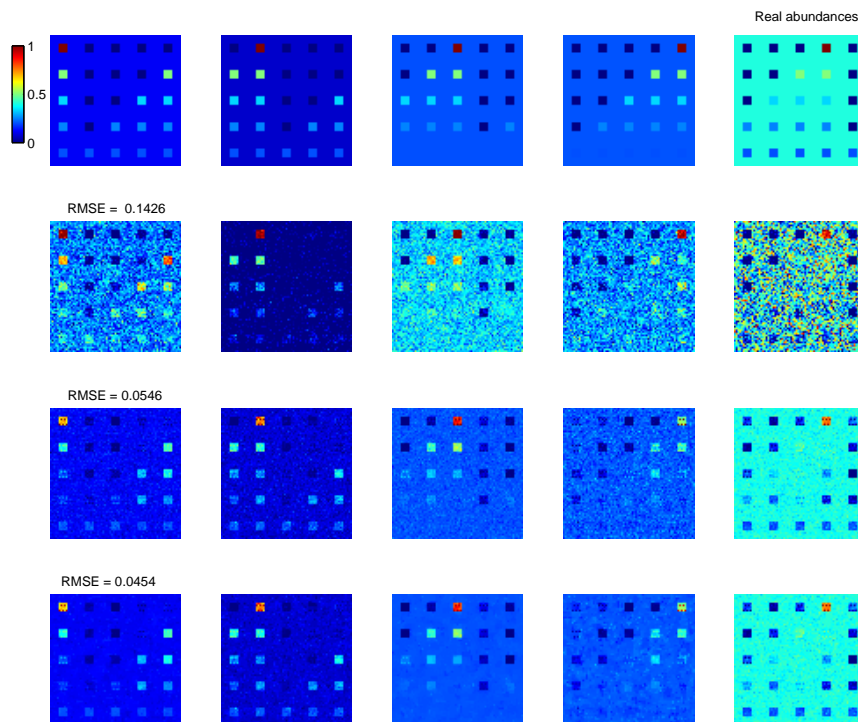 Real abundances
1
0.5
0
RMSE =  0.1426
RMSE = 0.0546
RMSE = 0.0454